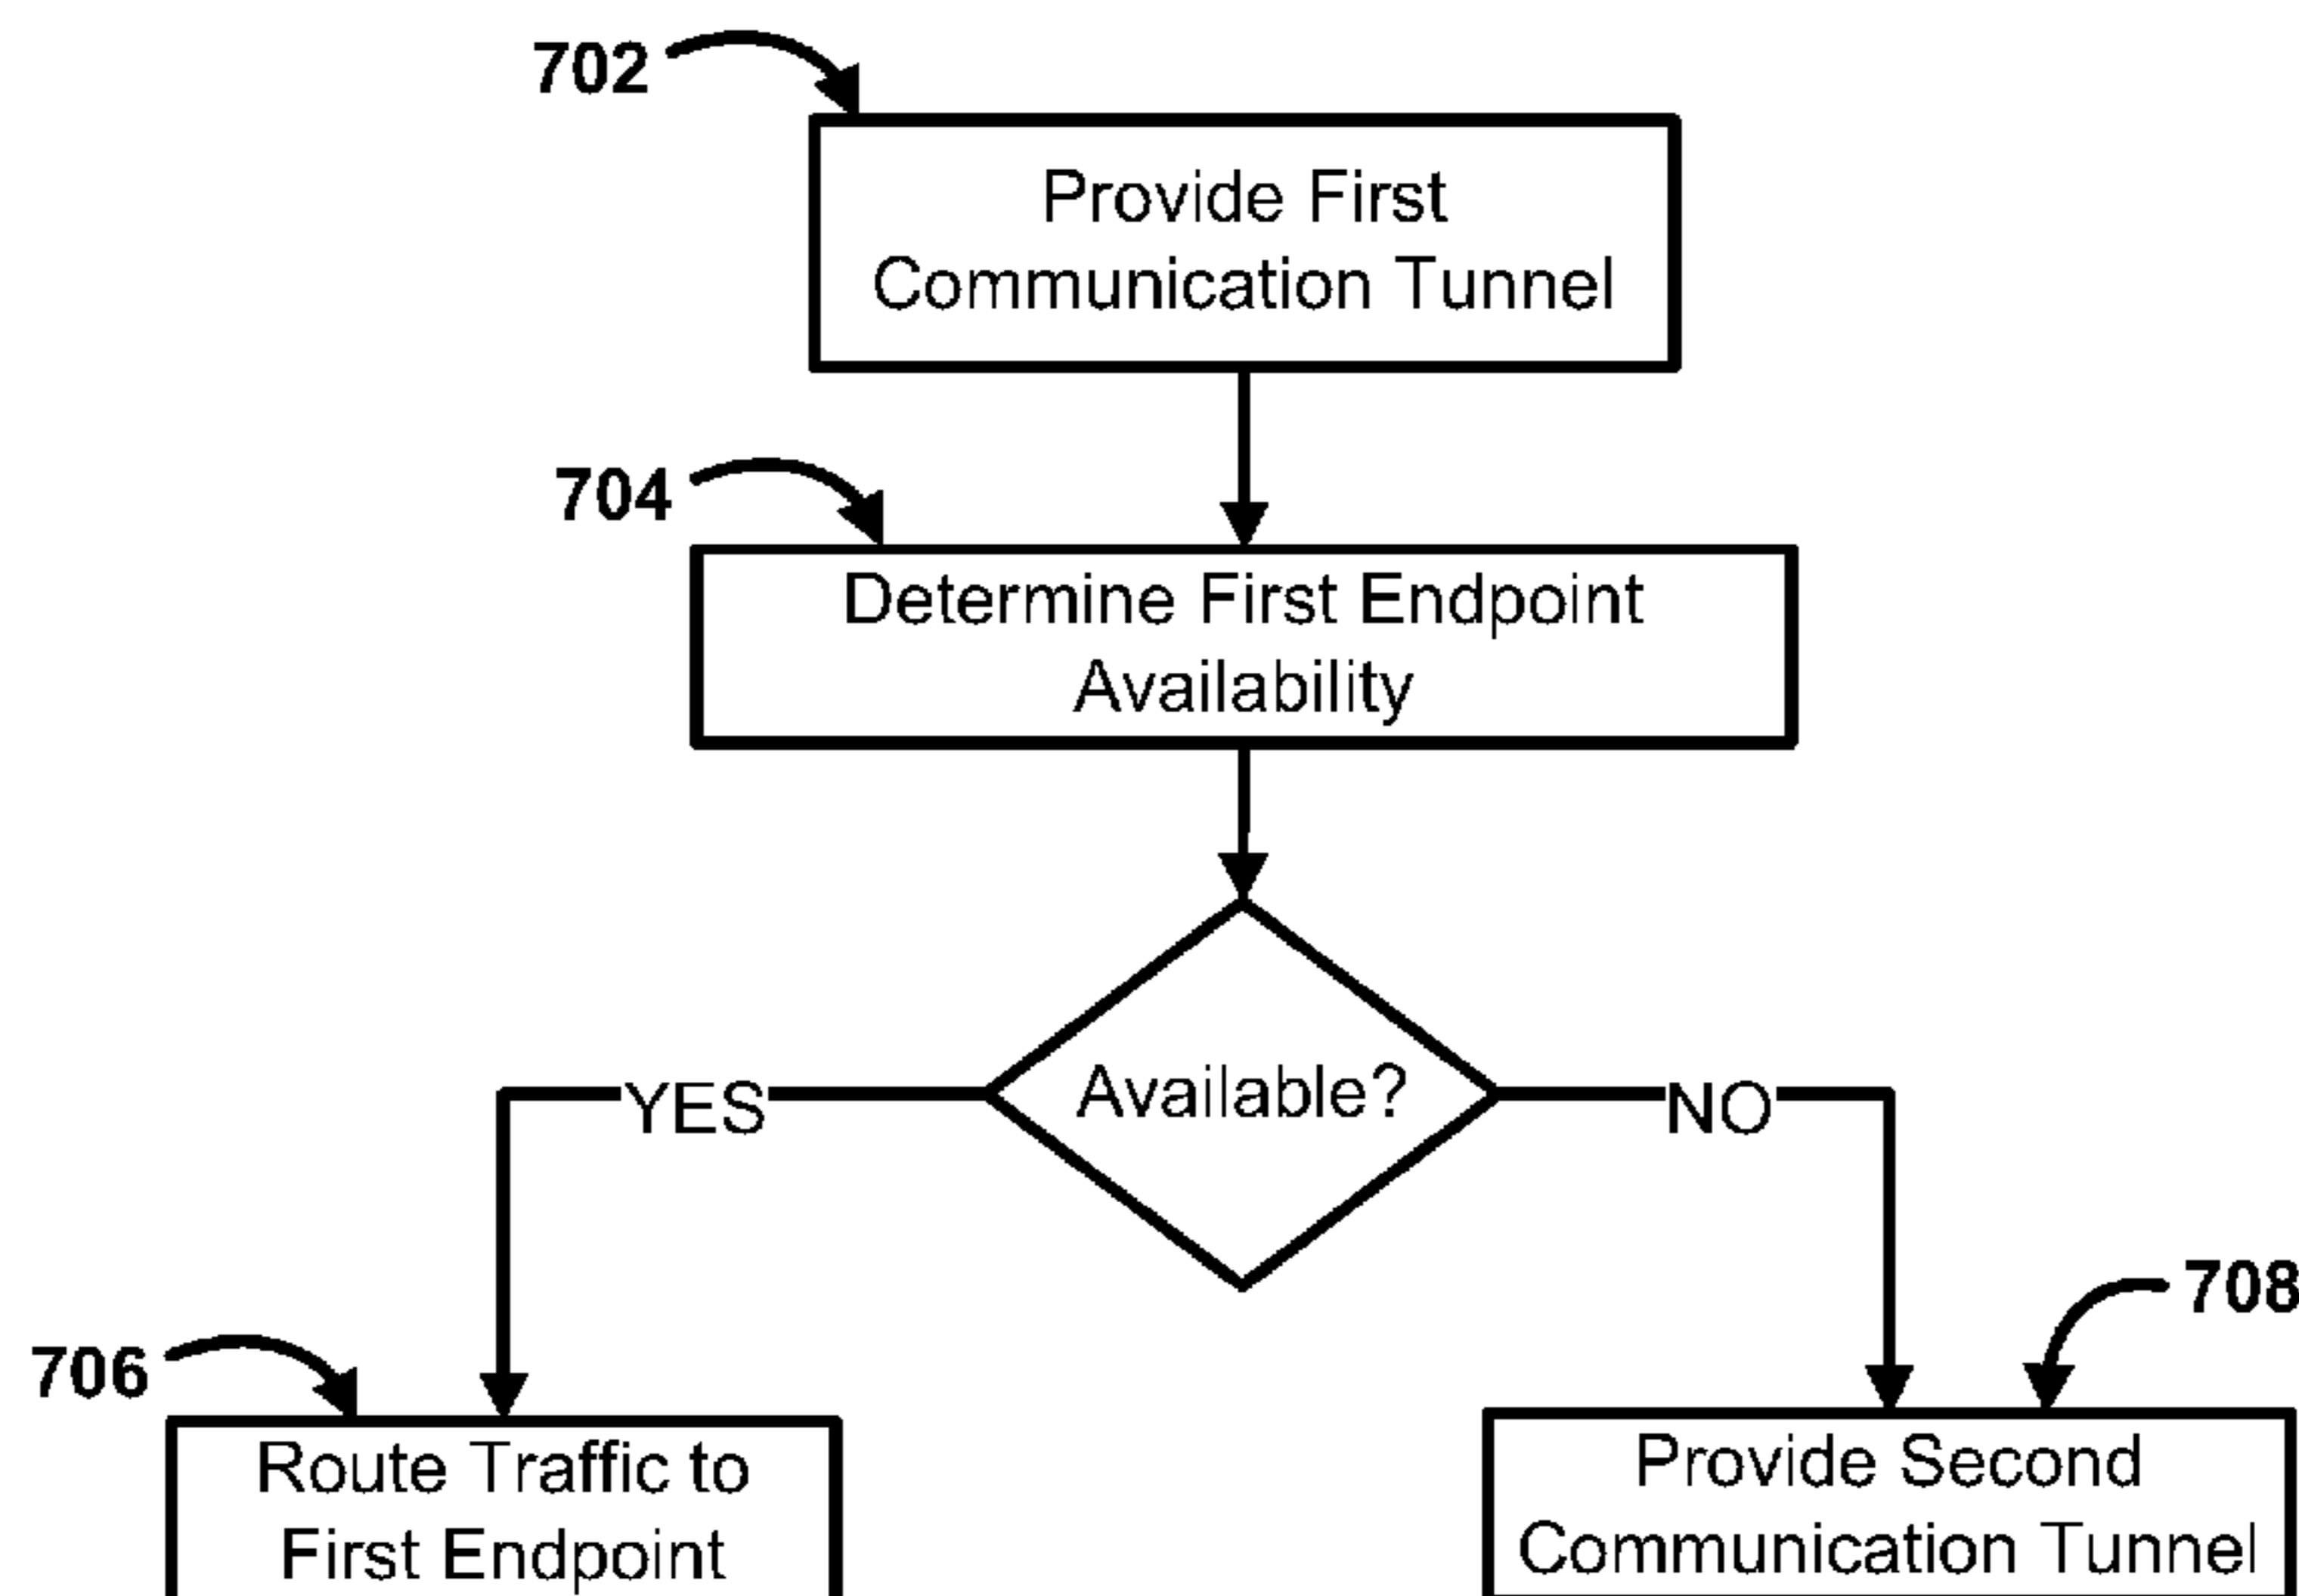 702
Provide First
Communication Tunnel
704
Determine First Endpoint
Availability
Available?
YES
NO
706
708
Route Traffic to
First Endpoint
Provide Second
Communication Tunnel